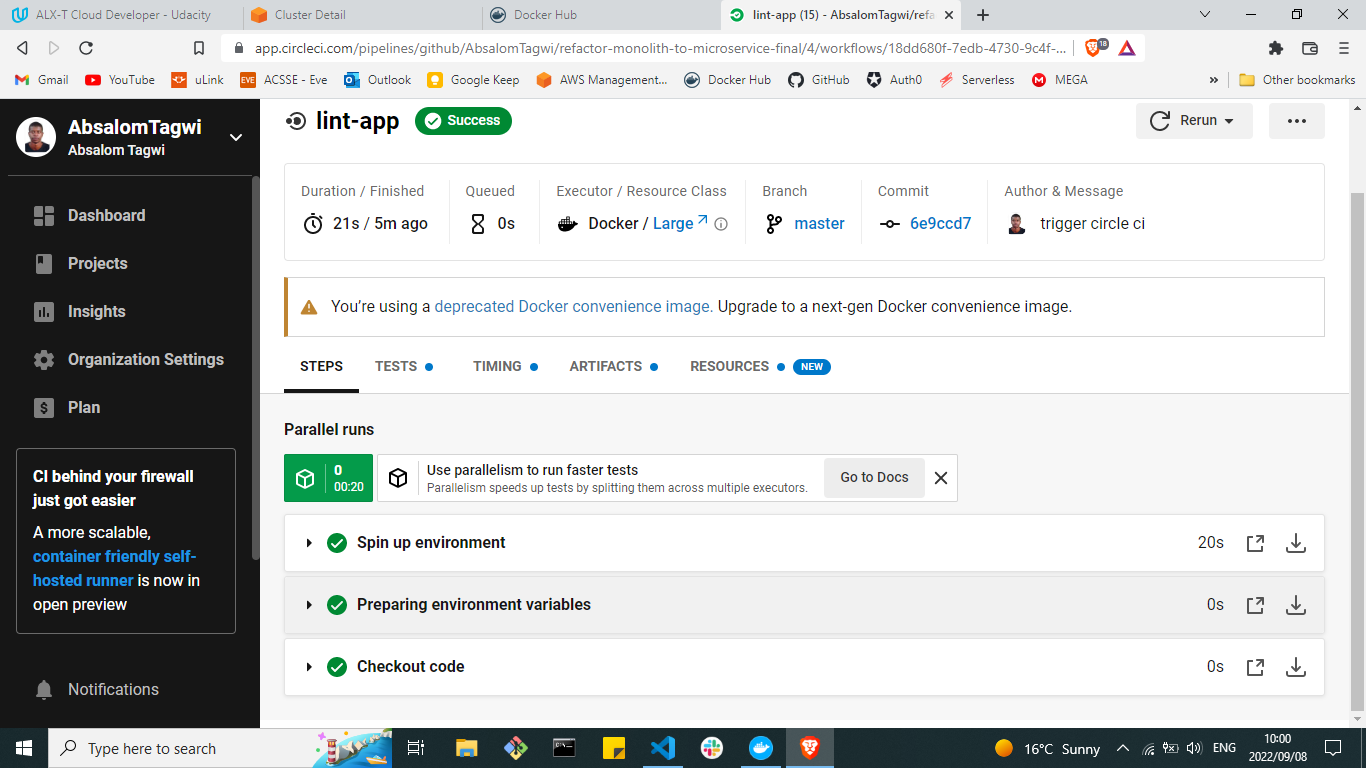 ALX-T Cloud Developer - Udacity
Cluster Detail
Docker Hub
lint-app (15) - AbsalomTagwi/refa
app.circleci.com/pipelines/github/AbsalomTagwi/refactor-monolith-to-microservice-final/4/workflows/18dd680f-7edb-4730-9c4f-...
18
Gmail
YouTube
uLink
EVE
ACSSE - Eve
Outlook
Google Keep
AWS Management...
Docker Hub
GitHub
Auth0
Serverless
MEGA
»
Other bookmarks
AbsalomTagwi
Absalom Tagwi
Dashboard
Projects
Insights
Organization Settings
Plan
CI behind your firewall
just got easier
A more scalable,
container friendly self-
hosted runner is now in
open preview
Notifications
lint-app
Success
Rerun
Duration / Finished
21s / 5m ago
Queued
0s
Executor / Resource Class
Docker / Large
Branch
master
Commit
6e9ccd7
Author & Message
trigger circle ci
You’re using a deprecated Docker convenience image. Upgrade to a next-gen Docker convenience image.
STEPS
TESTS
TIMING
ARTIFACTS
RESOURCES
NEW
Parallel runs
0
00:20
Use parallelism to run faster tests
Parallelism speeds up tests by splitting them across multiple executors.
Go to Docs
Spin up environment
20s
Preparing environment variables
0s
Checkout code
0s
Type here to search
16°C Sunny
ENG
10:00
2022/09/08